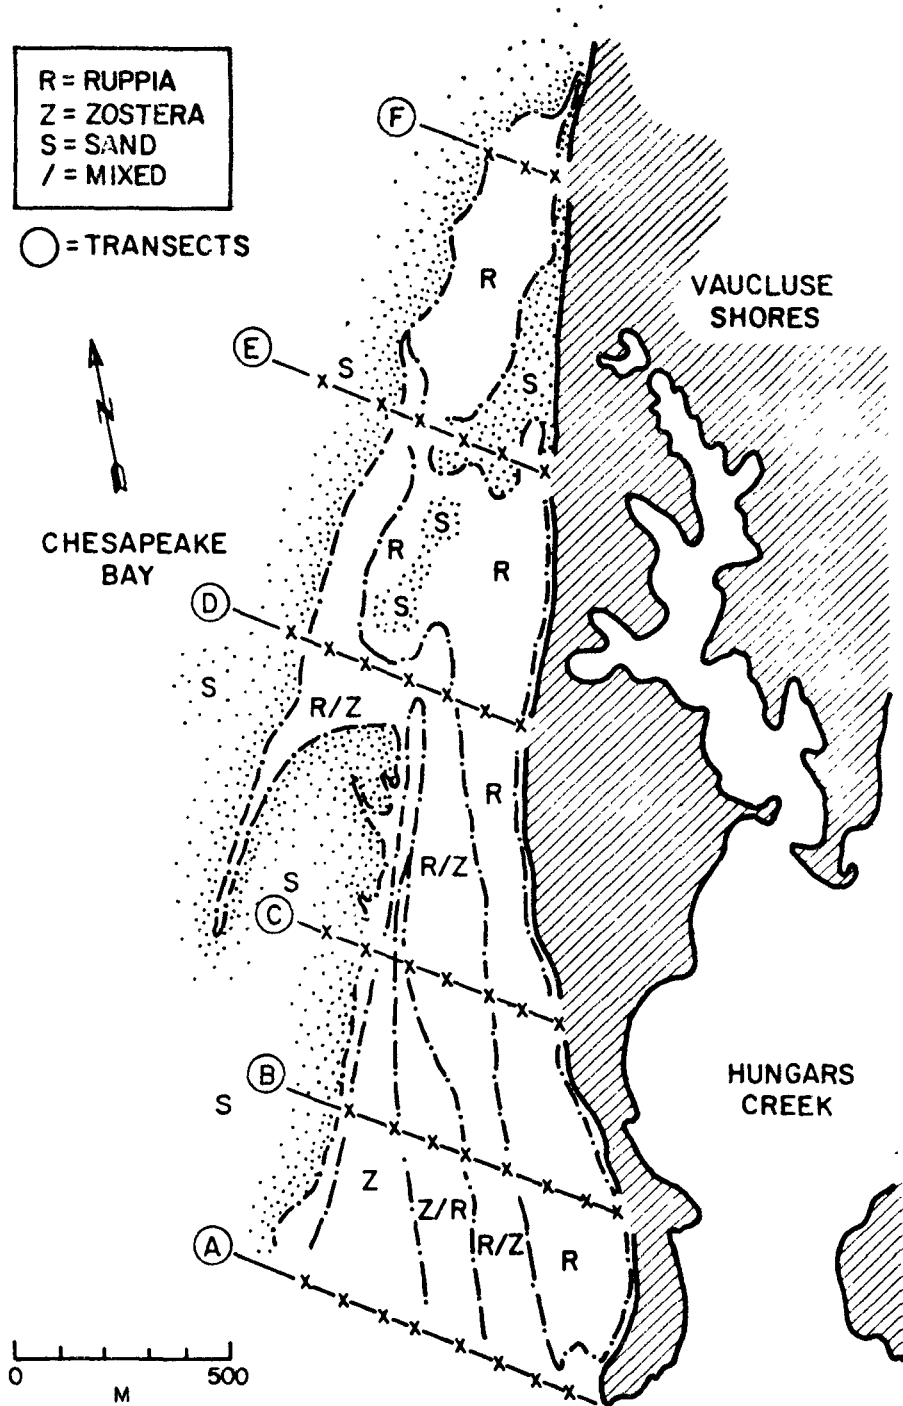 R = RUPPIA
Z = ZOSTERA
S = SAND
/ = MIXED
= TRANSECTS
F
R
VAUCLUSE
SHORES
E
S
S
N
CHESAPEAKE
BAY
S
R
R
S
D
S
R/Z
R
R/Z
S
C
B
S
HUNGARS
CREEK
Z
Z/R
R/Z
R
A
0 500
M